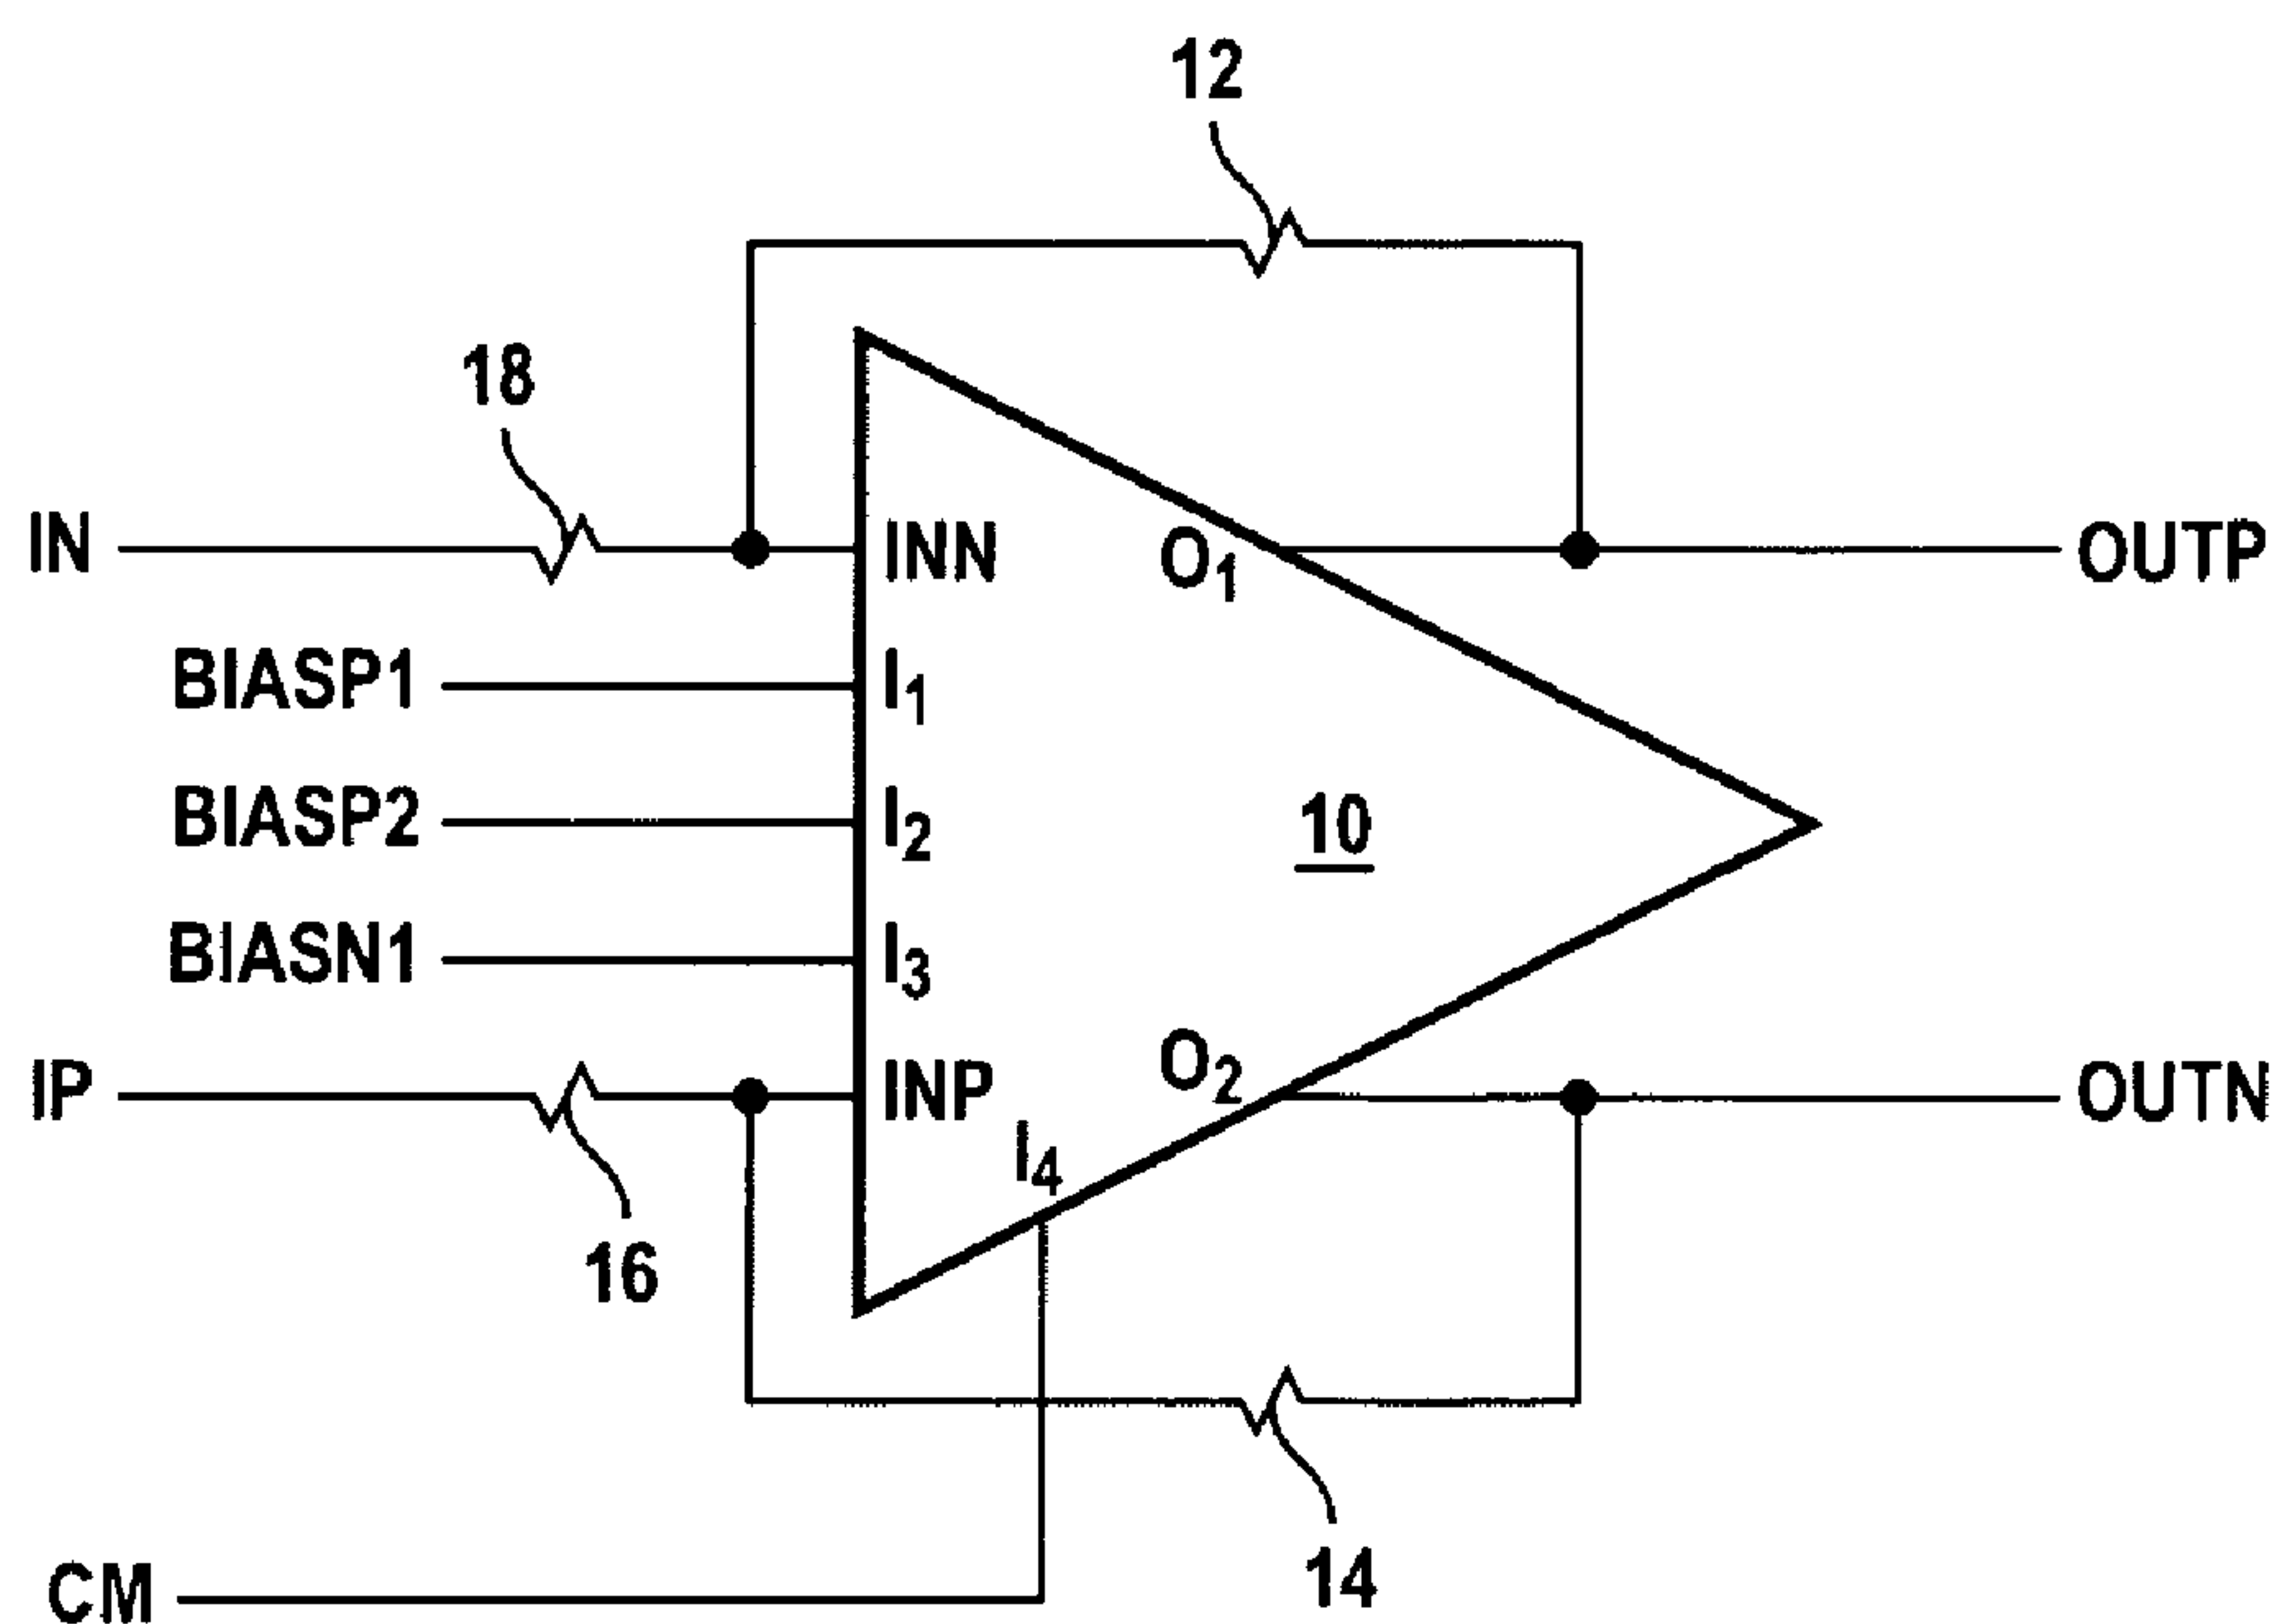 12
18
IN
INN
O₁
OUTP
BIASP1
I₁
BIASP2
I₂
10
BIASN1
I₃
IP
INP
O₂
OUTN
I₄
16
14
CM